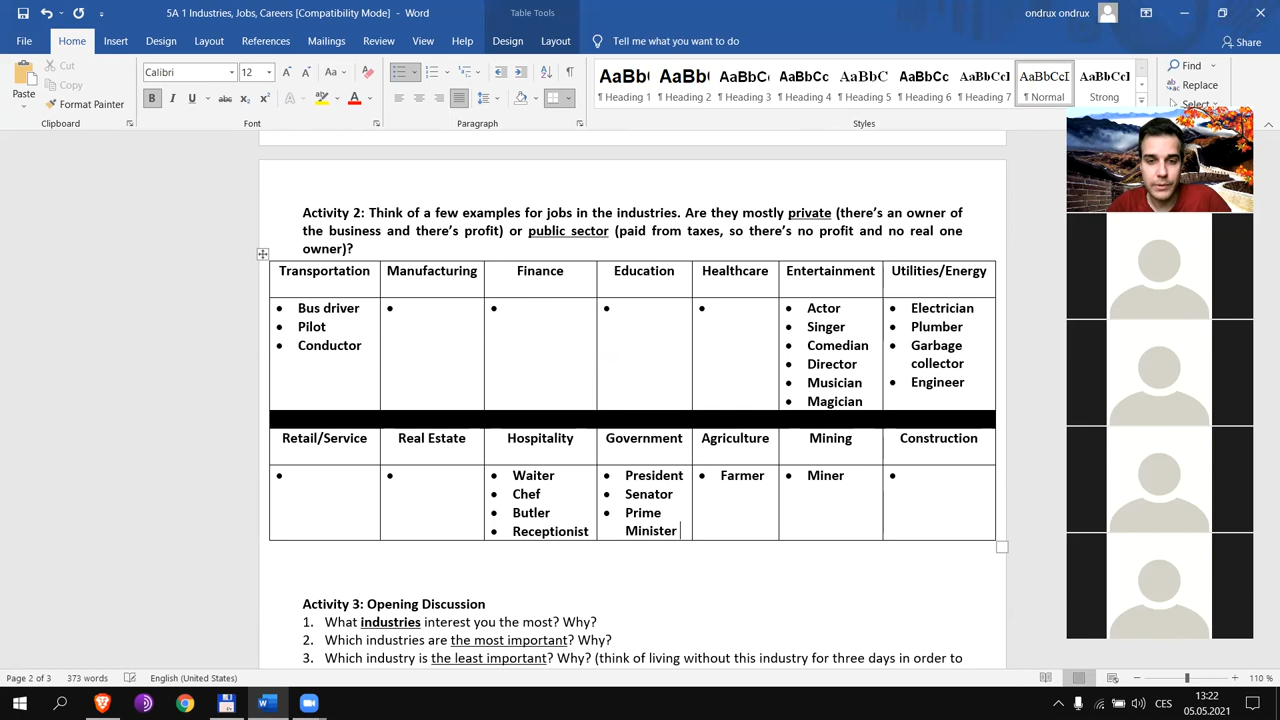 5A 1 Industries, Jobs, Careers [Compatibility Mode] - Word
Table Tools
ondrux ondrux
File Home Insert Design Layout References Mailings Review View Help Design Layout Tell me what you want to do Share
Paste
Cut
Copy
Format Painter
Clipboard
Calibri 12
Font
Paragraph
AaBbC AaBbC AaBbCc AaBbCc AaBbC AaBbCc AaBbCc AaBbCcI AaBbCcI
¶ Heading 1 ¶ Heading 2 ¶ Heading 3 ¶ Heading 4 ¶ Heading 5 ¶ Heading 6 ¶ Heading 7 ¶ Normal Strong
Styles
Find
Replace
Select
Activity 2: Think of a few examples for jobs in the industries. Are they mostly private (there's an owner of
the business and there's profit) or public sector (paid from taxes, so there's no profit and no real one
owner)?
Transportation Manufacturing Finance Education Healthcare Entertainment Utilities/Energy
• Bus driver
• Pilot
• Conductor
•
•
•
•
• Actor
• Singer
• Comedian
• Director
• Musician
• Magician
• Electrician
• Plumber
• Garbage
collector
• Engineer
Retail/Service Real Estate Hospitality Government Agriculture Mining Construction
•
•
• Waiter
• Chef
• Butler
• Receptionist
• President
• Senator
• Prime
Minister
• Farmer
• Miner
•
Activity 3: Opening Discussion
1. What industries interest you the most? Why?
2. Which industries are the most important? Why?
3. Which industry is the least important? Why? (think of living without this industry for three days in order to
Page 2 of 3 373 words English (United States) 110 %
CES
13:22
05.05.2021